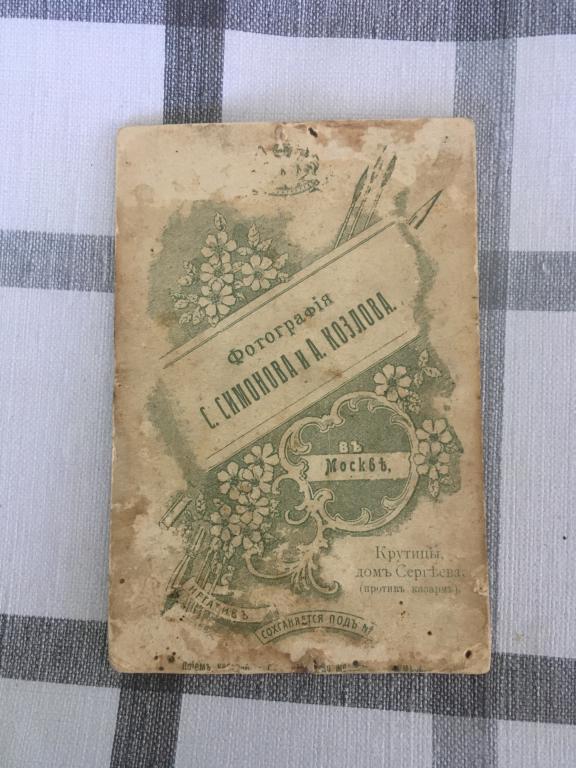 Фотографія
С. СИМОНОВА и А. КОЗЛОВА.
ВЪ
Москвѣ,
Крутицы,
домъ Сергѣева,
(противъ казармъ).
НЕГАТИВЪ
СОХРАНЯЕТСЯ ПОДЪ №